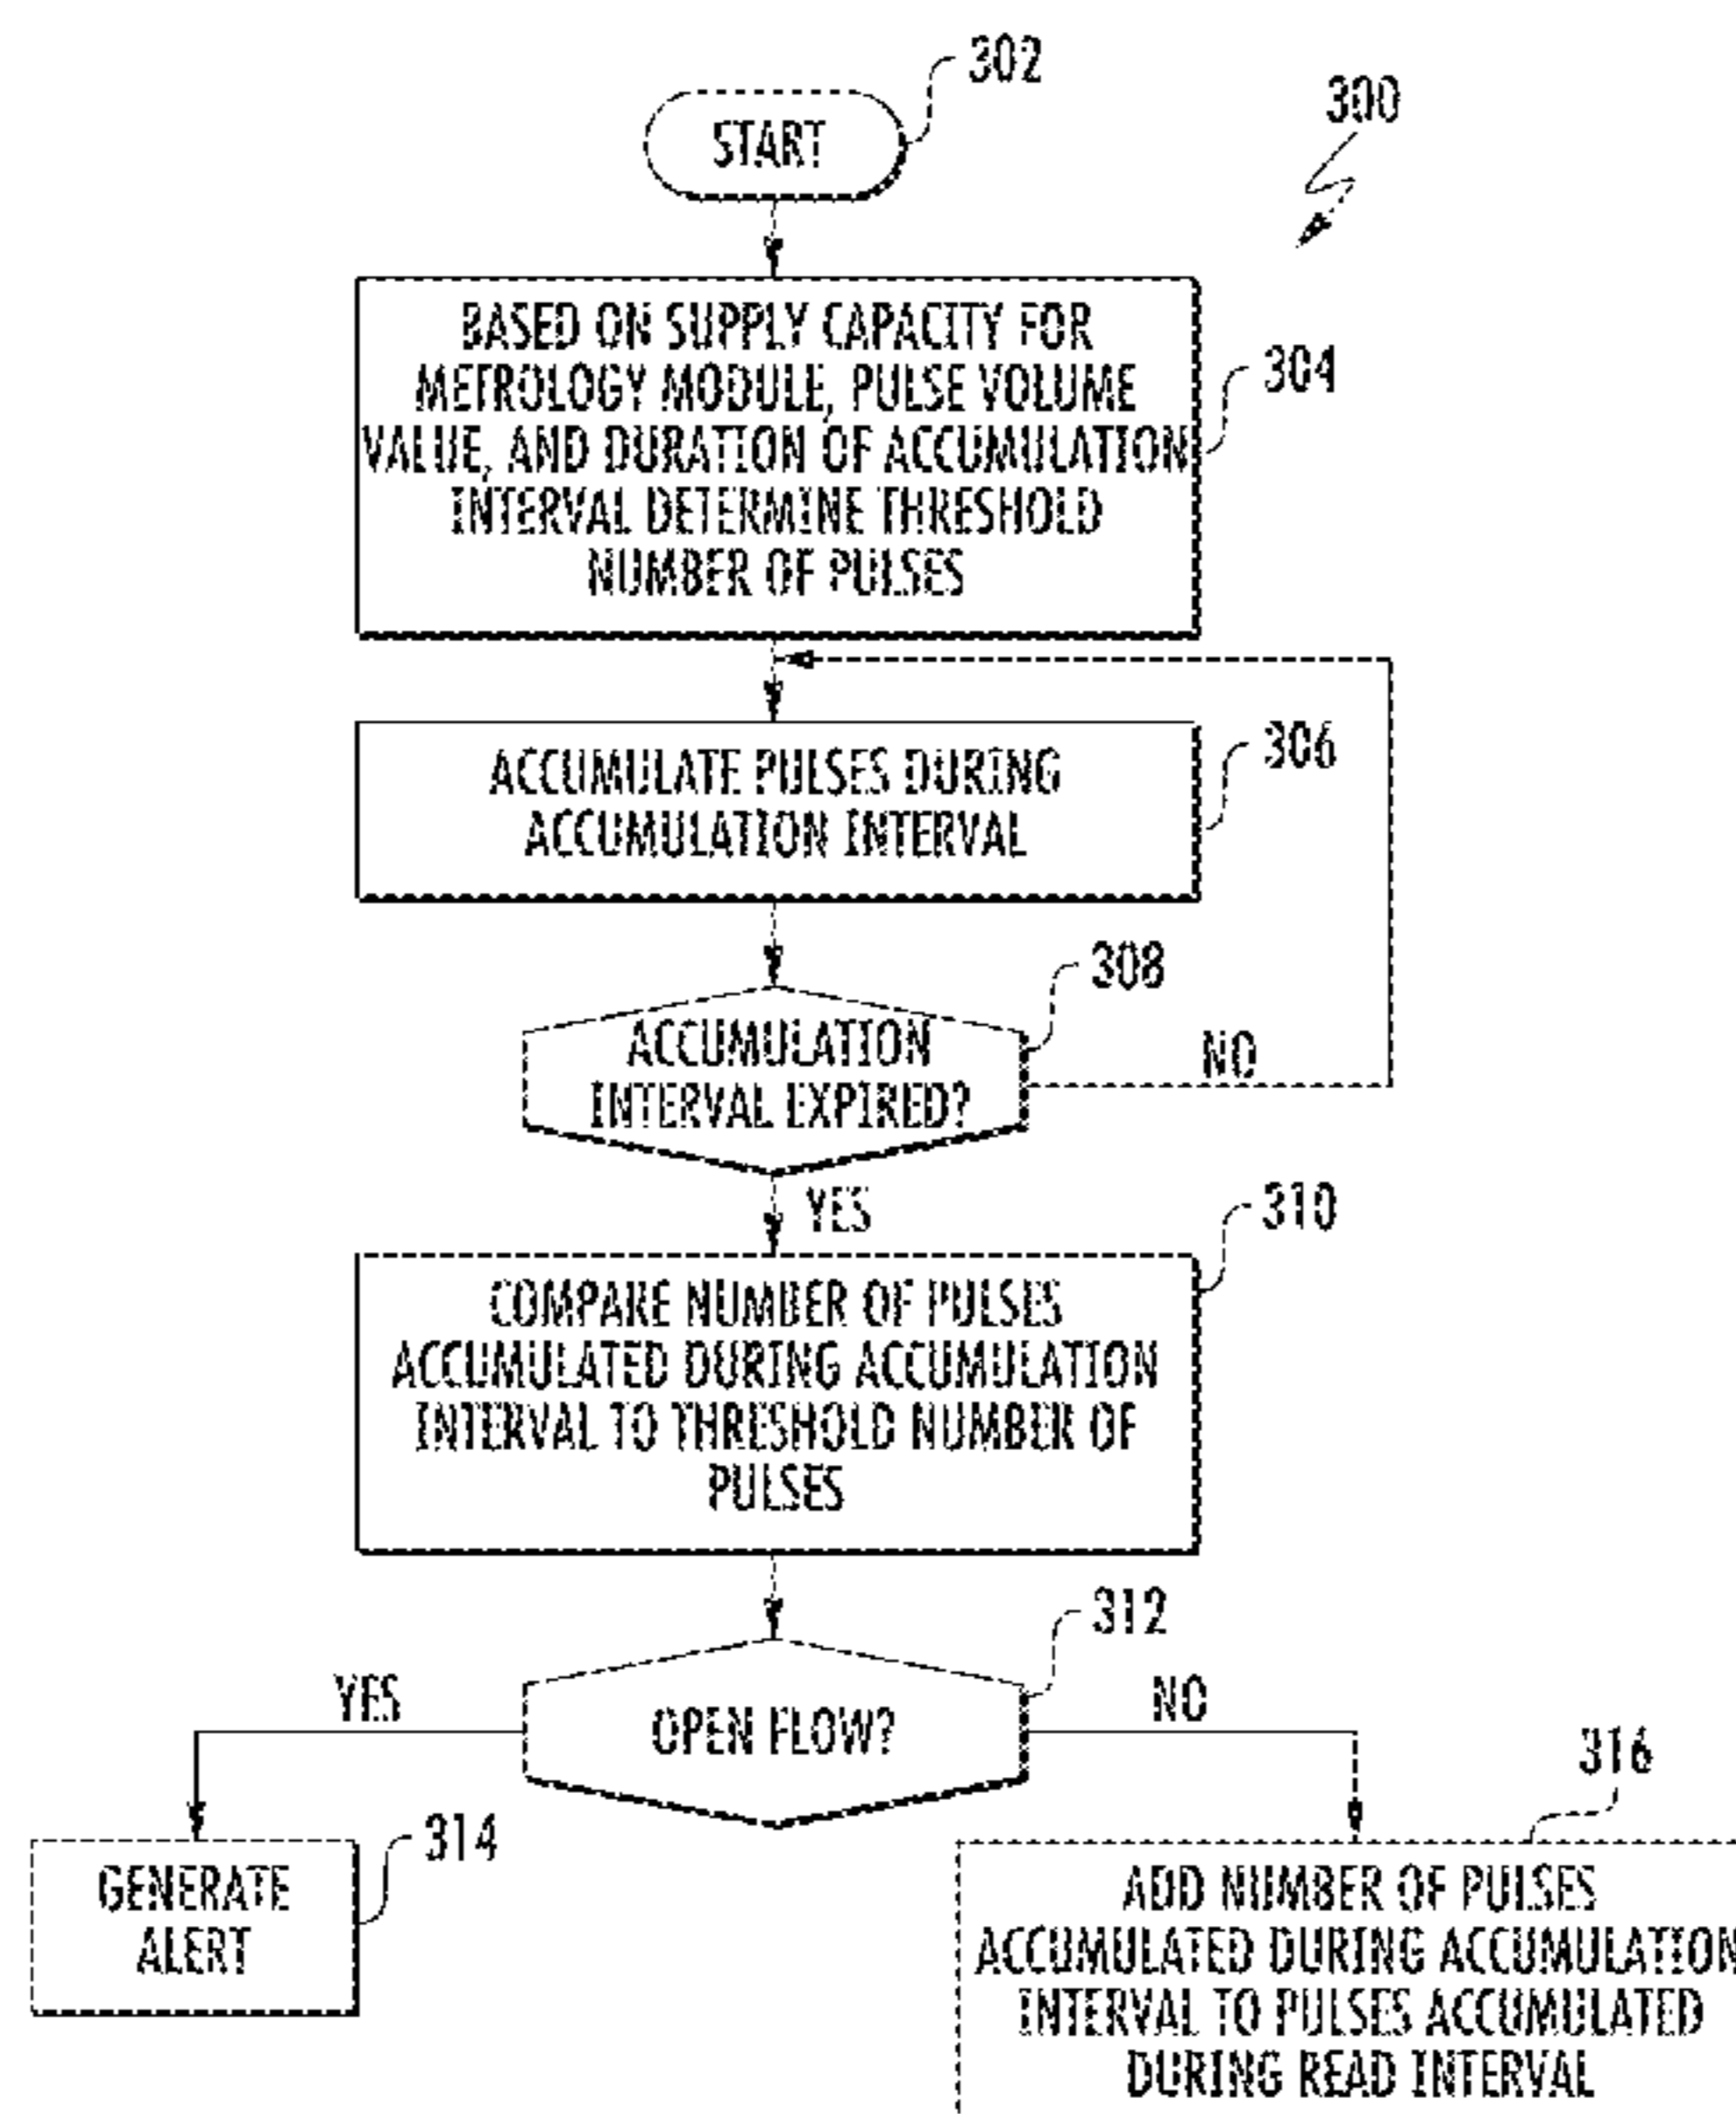 302
300
START
BASED ON SUPPLY CAPACITY FOR
METROLOGY MODULE, PULSE VOLUME
VALUE, AND DURATION OF ACCUMULATION
INTERVAL DETERMINE THRESHOLD
NUMBER OF PULSES
304
ACCUMULATE PULSES DURING
ACCUMULATION INTERVAL
306
308
ACCUMULATION
INTERVAL EXPIRED?
NO
YES
310
COMPARE NUMBER OF PULSES
ACCUMULATED DURING ACCUMULATION
INTERVAL TO THRESHOLD NUMBER OF
PULSES
312
YES
OPEN FLOW?
NO
316
314
GENERATE
ALERT
ADD NUMBER OF PULSES
ACCUMULATED DURING ACCUMULATION
INTERVAL TO PULSES ACCUMULATED
DURING READ INTERVAL